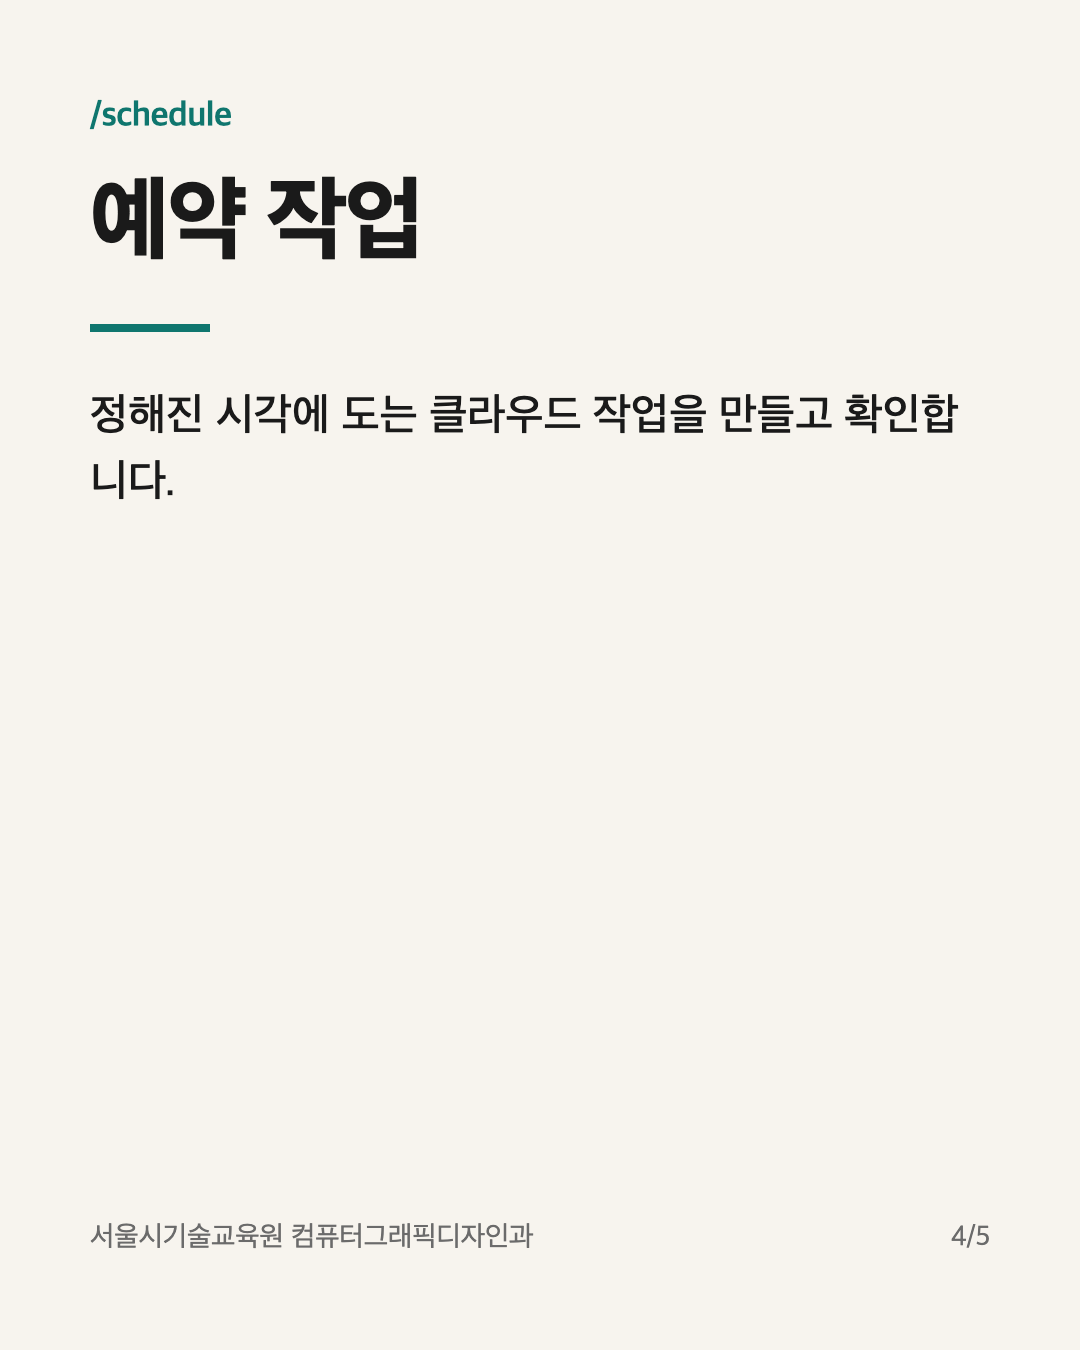 /schedule
예약 작업
정해진 시각에 도는 클라우드 작업을 만들고 확인합
니다.
서울시기술교육원 컴퓨터그래픽디자인과
4/5